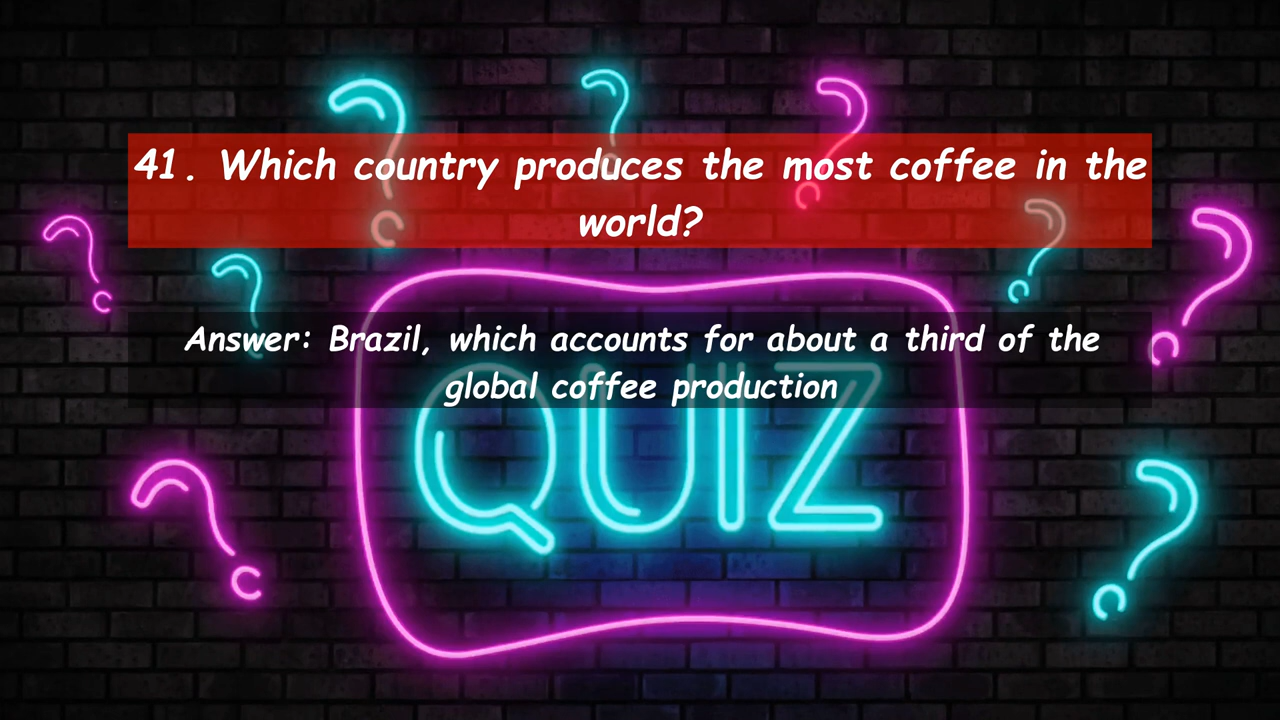 41. Which country produces the most coffee in the
world?
Answer: Brazil, which accounts for about a third of the
global coffee production
QUIZ